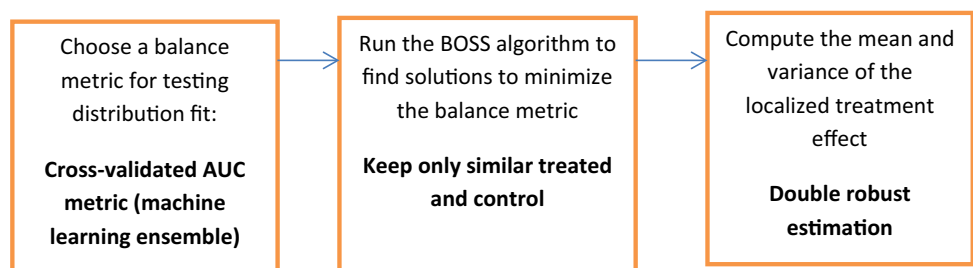 Choose a balance
metric for testing
distribution fit:
Cross-validated AUC
metric (machine
learning ensemble)
Run the BOSS algorithm to
find solutions to minimize
the balance metric
Keep only similar treated
and control
Compute the mean and
variance of the
localized treatment
effect
Double robust
estimation